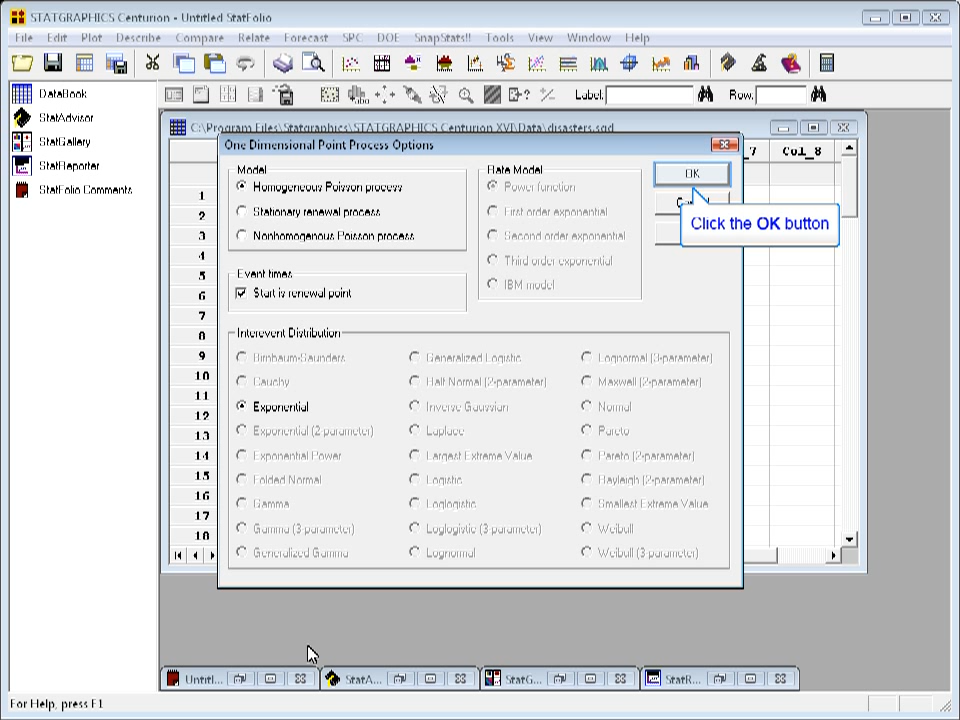 STATGRAPHICS Centurion - Untitled StatFolio
File Edit Plot Describe Compare Relate Forecast SPC DOE SnapStats!! Tools View Window Help
Label: Row:
DataBook
StatAdvisor
StatGallery
StatReporter
StatFolio Comments
C:\Program Files\Statgraphics\STATGRAPHICS Centurion XVI\Data\disasters.sgd
_7 Col_8
1
2
3
4
5
6
7
8
9
10
11
12
13
14
15
16
17
18
One Dimensional Point Process Options
Model
Homogeneous Poisson process
Stationary renewal process
Nonhomogenous Poisson process
Event times
Start is renewal point
Rate Model
Power function
First order exponential
Second order exponential
Third order exponential
IBM model
OK
Click the OK button
Interevent Distribution
Birnbaum-Saunders
Cauchy
Exponential
Exponential (2-parameter)
Exponential Power
Folded Normal
Gamma
Gamma (3-parameter)
Generalized Gamma
Generalized Logistic
Half Normal (2-parameter)
Inverse Gaussian
Laplace
Largest Extreme Value
Logistic
Loglogistic
Loglogistic (3-parameter)
Lognormal
Lognormal (3-parameter)
Maxwell (2-parameter)
Normal
Pareto
Pareto (2-parameter)
Rayleigh (2-parameter)
Smallest Extreme Value
Weibull
Weibull (3-parameter)
Untitl... StatA... StatG... StatR...
For Help, press F1